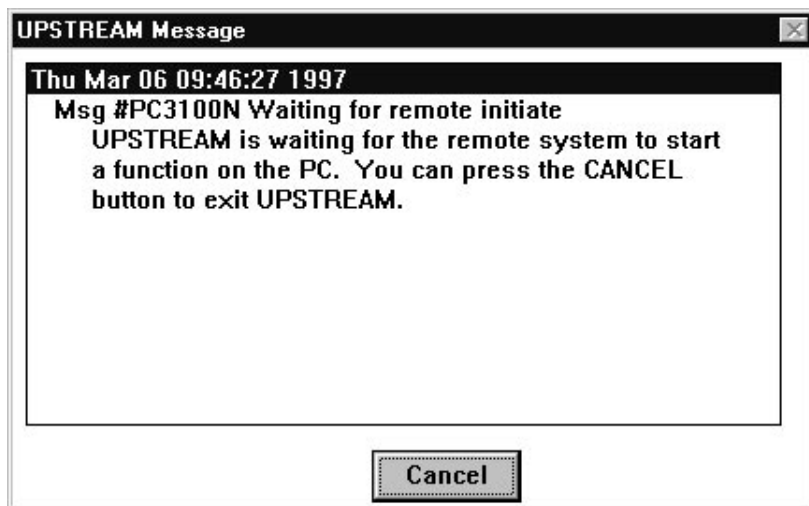 UPSTREAM Message
Thu Mar 06 09:46:27 1997
Msg #PC3100N Waiting for remote initiate
UPSTREAM is waiting for the remote system to start
a function on the PC. You can press the CANCEL
button to exit UPSTREAM.
Cancel